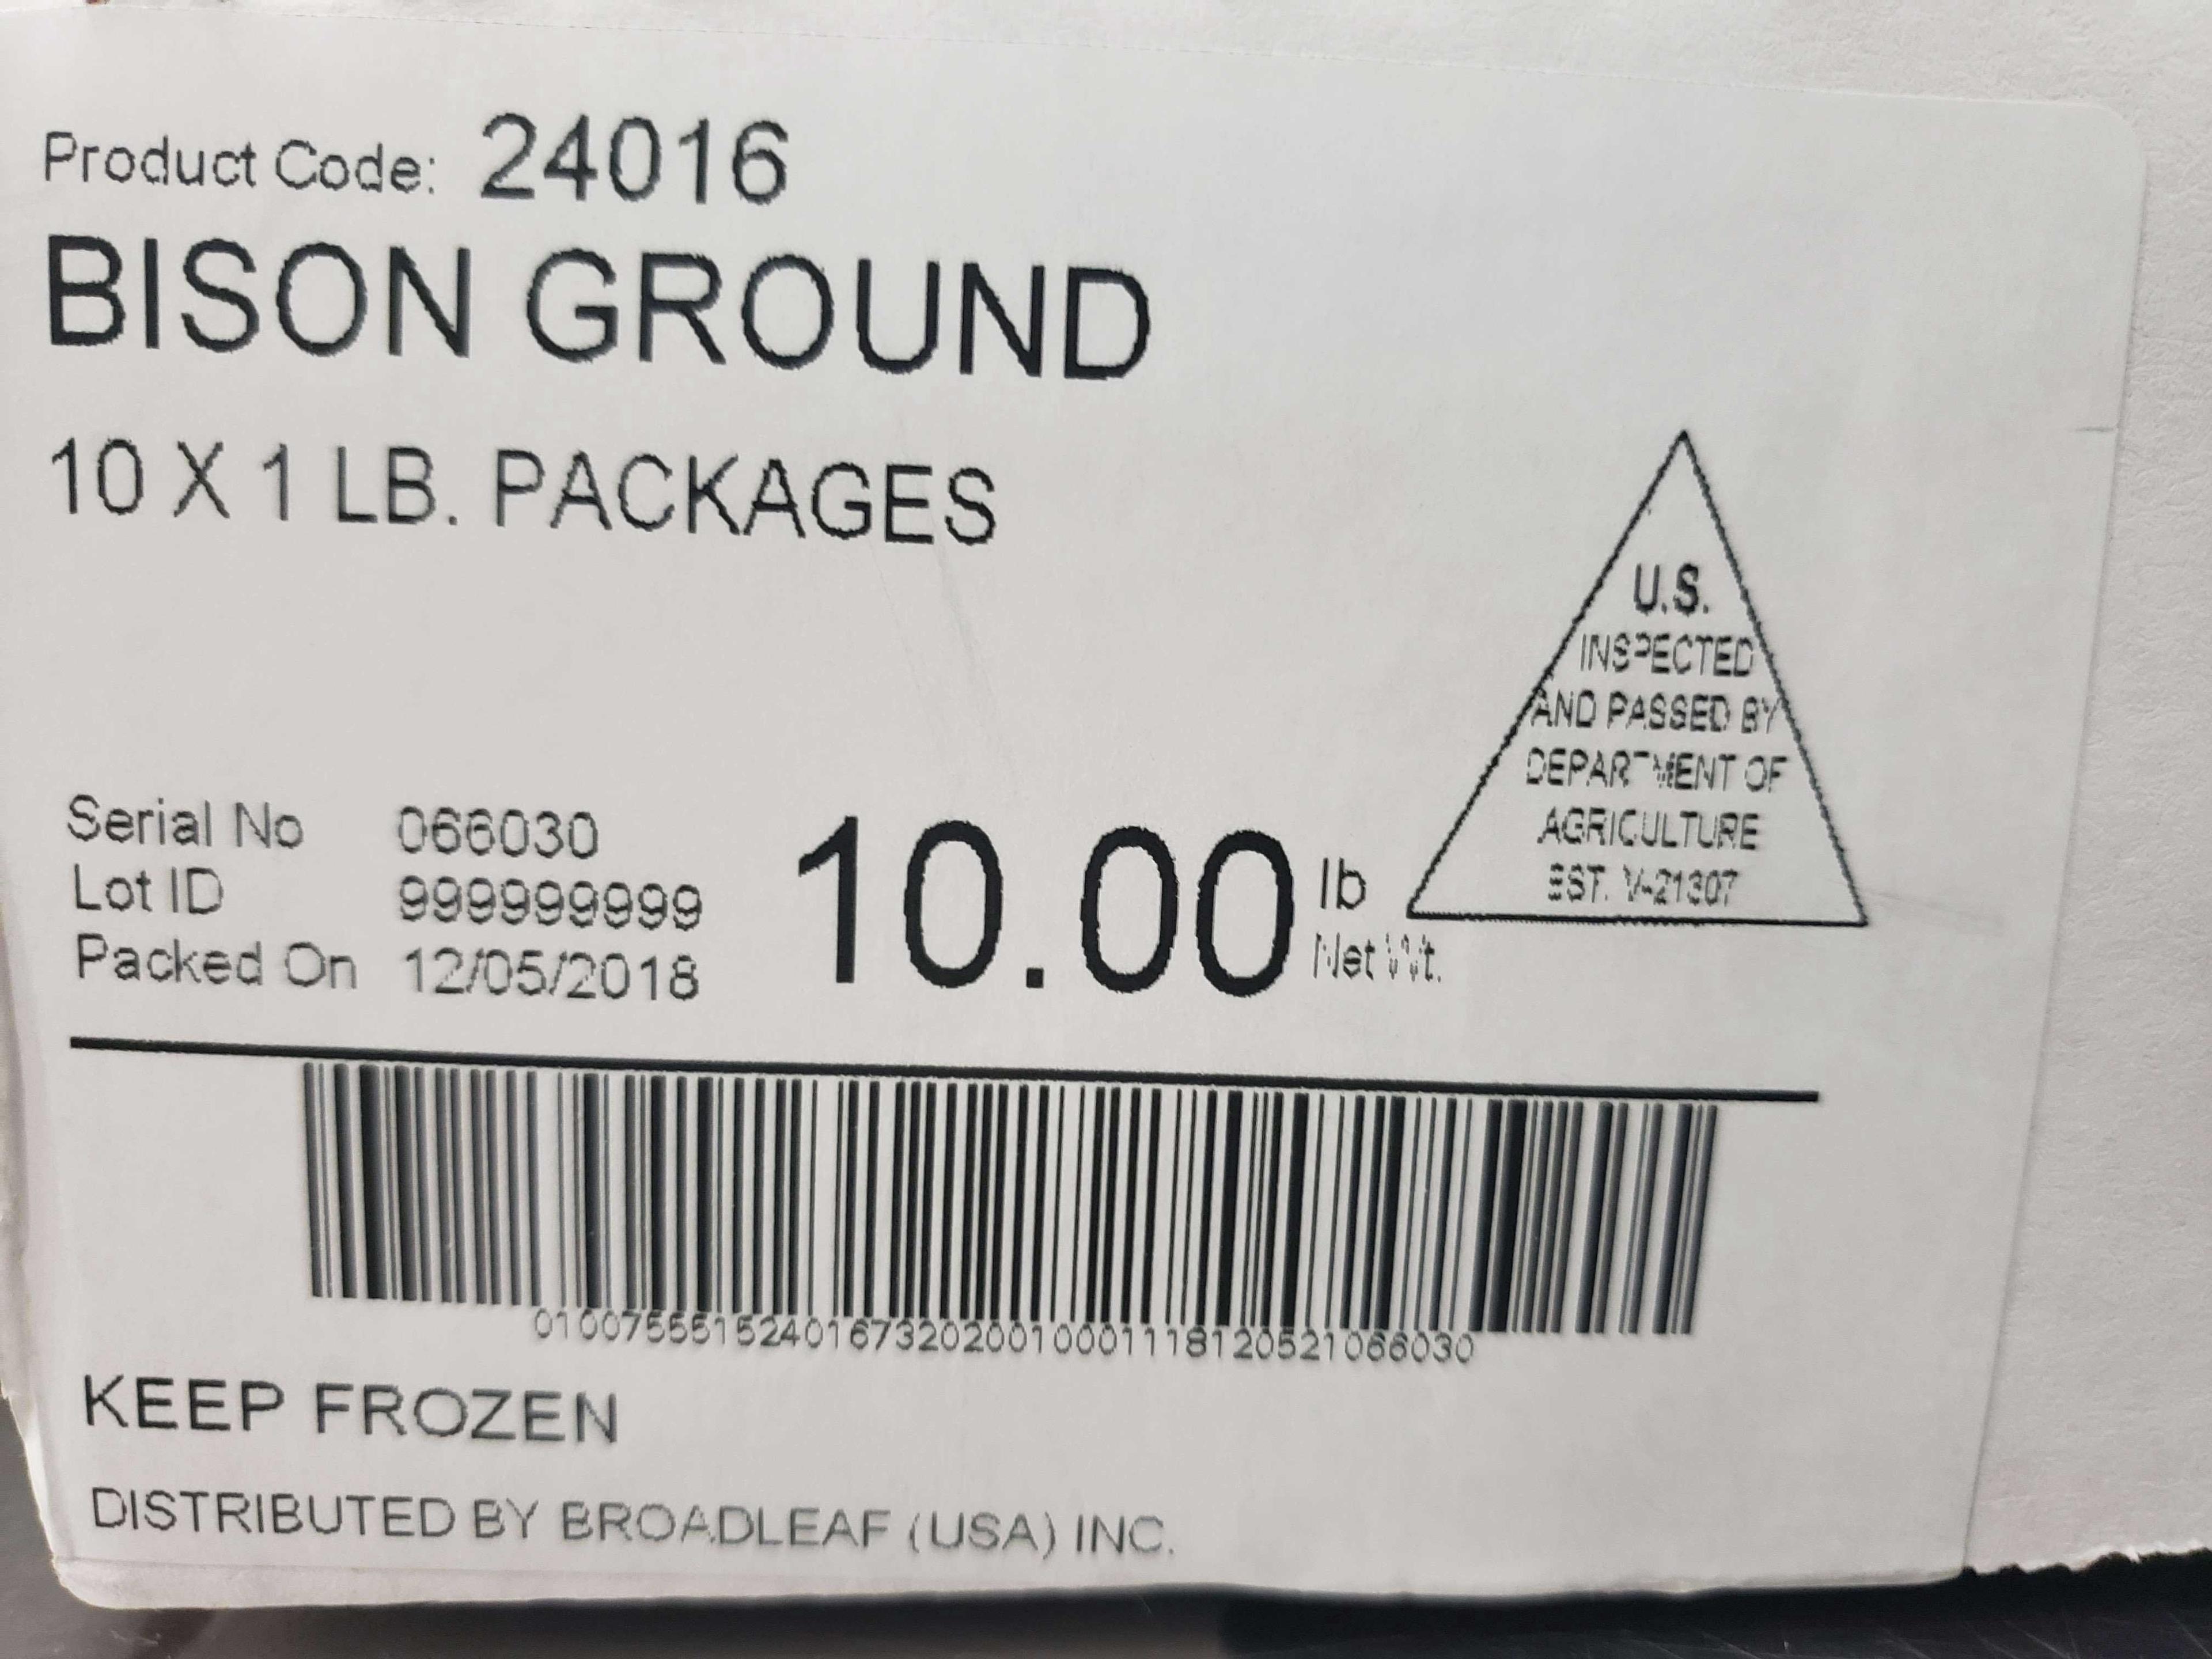 Product Code: 24016
BISON GROUND
10 X 1 LB. PACKAGES
U.S.
INSPECTED
AND PASSED BY
DEPARTMENT OF
AGRICULTURE
EST. V-21307
Serial No 066030
Lot ID 999999999
Packed On 12/05/2018
10.00 lb
Net Wt.
010075551524016732020010001118120521066030
KEEP FROZEN
DISTRIBUTED BY BROADLEAF (USA) INC.